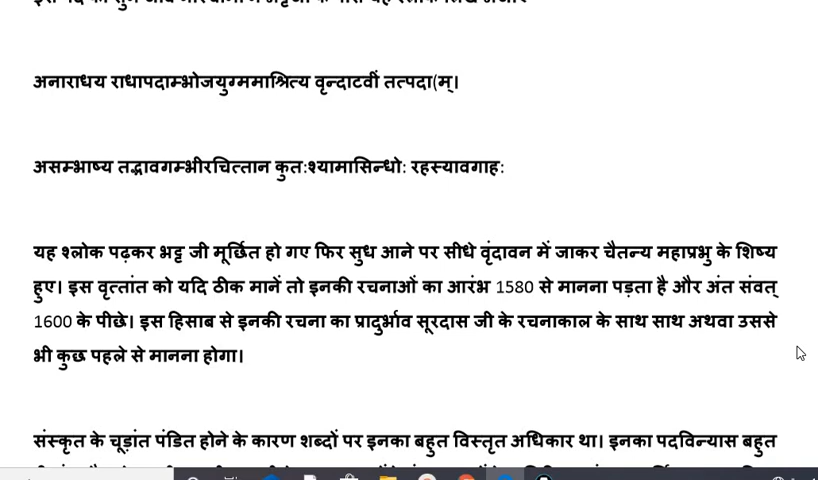 अनाराधय राधापदाम्भोजयुग्ममाश्रित्य वृन्दाटवीं तत्पदा(म्।
असम्भाष्य तद्भावगम्भीरचित्तान कुतःश्यामासिन्धोः रहस्यावगाहः
यह श्लोक पढ़कर भट्ट जी मूर्छित हो गए फिर सुध आने पर सीधे वृंदावन में जाकर चैतन्य महाप्रभु के शिष्य
हुए। इस वृत्तांत को यदि ठीक मानें तो इनकी रचनाओं का आरंभ 1580 से मानना पड़ता है और अंत संवत्
1600 के पीछे। इस हिसाब से इनकी रचना का प्रादुर्भाव सूरदास जी के रचनाकाल के साथ साथ अथवा उससे
भी कुछ पहले से मानना होगा।
संस्कृत के चूड़ांत पंडित होने के कारण शब्दों पर इनका बहुत विस्तृत अधिकार था। इनका पदविन्यास बहुत